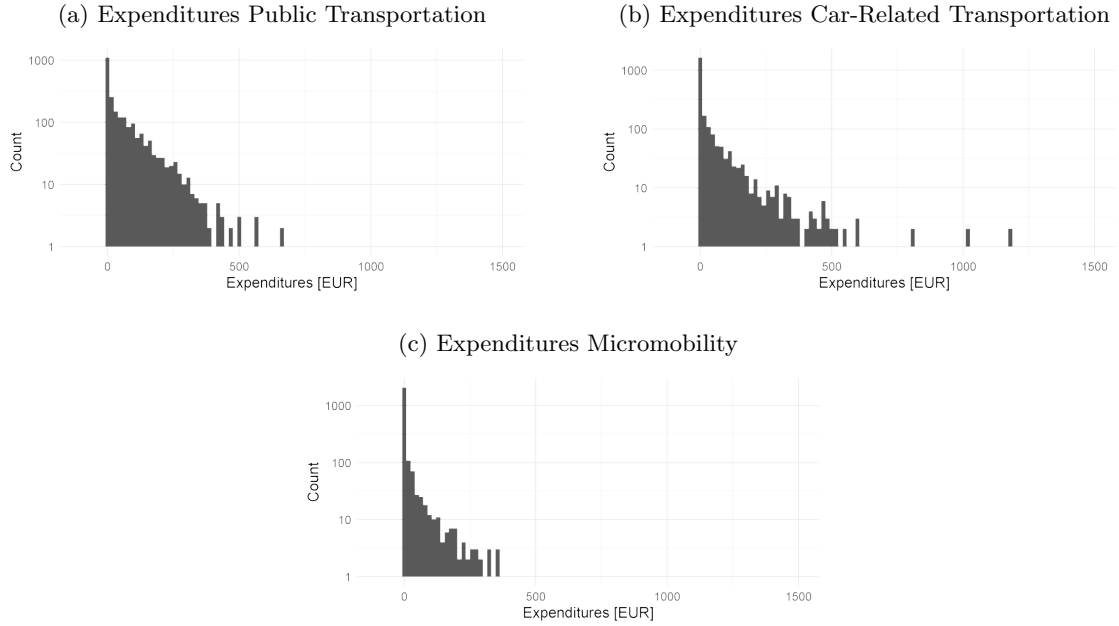 (a) Expenditures Public Transportation
1000
100
10
1
Count
0 500 1000 1500
Expenditures [EUR]
(b) Expenditures Car-Related Transportation
1000
100
10
1
Count
0 500 1000 1500
Expenditures [EUR]
(c) Expenditures Micromobility
1000
100
10
1
Count
0 500 1000 1500
Expenditures [EUR]